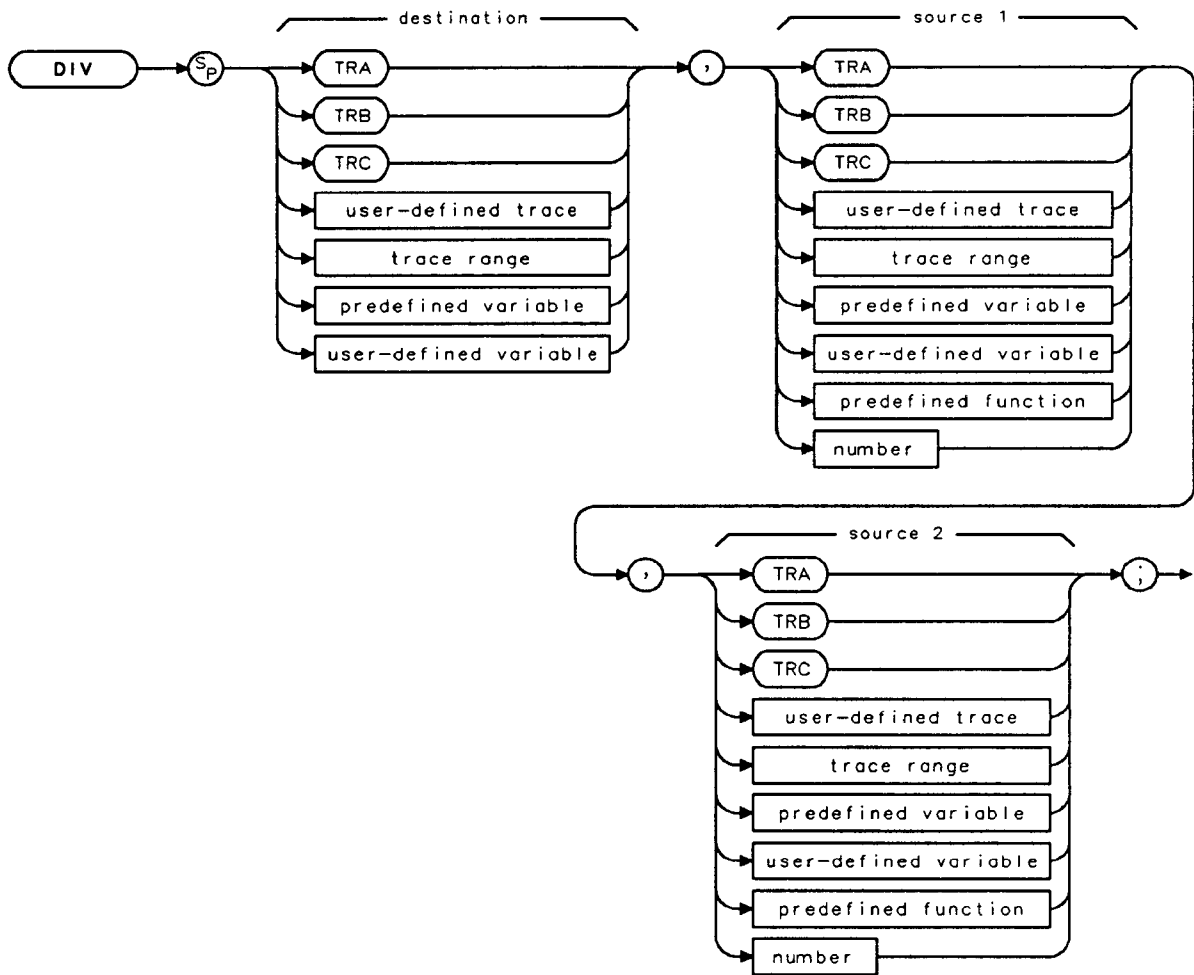 destination
source 1
DIV
SP
TRA
TRB
TRC
user-defined trace
trace range
predefined variable
user-defined variable
,
TRA
TRB
TRC
user-defined trace
trace range
predefined variable
user-defined variable
predefined function
number
source 2
,
TRA
TRB
TRC
user-defined trace
trace range
predefined variable
user-defined variable
predefined function
number
;